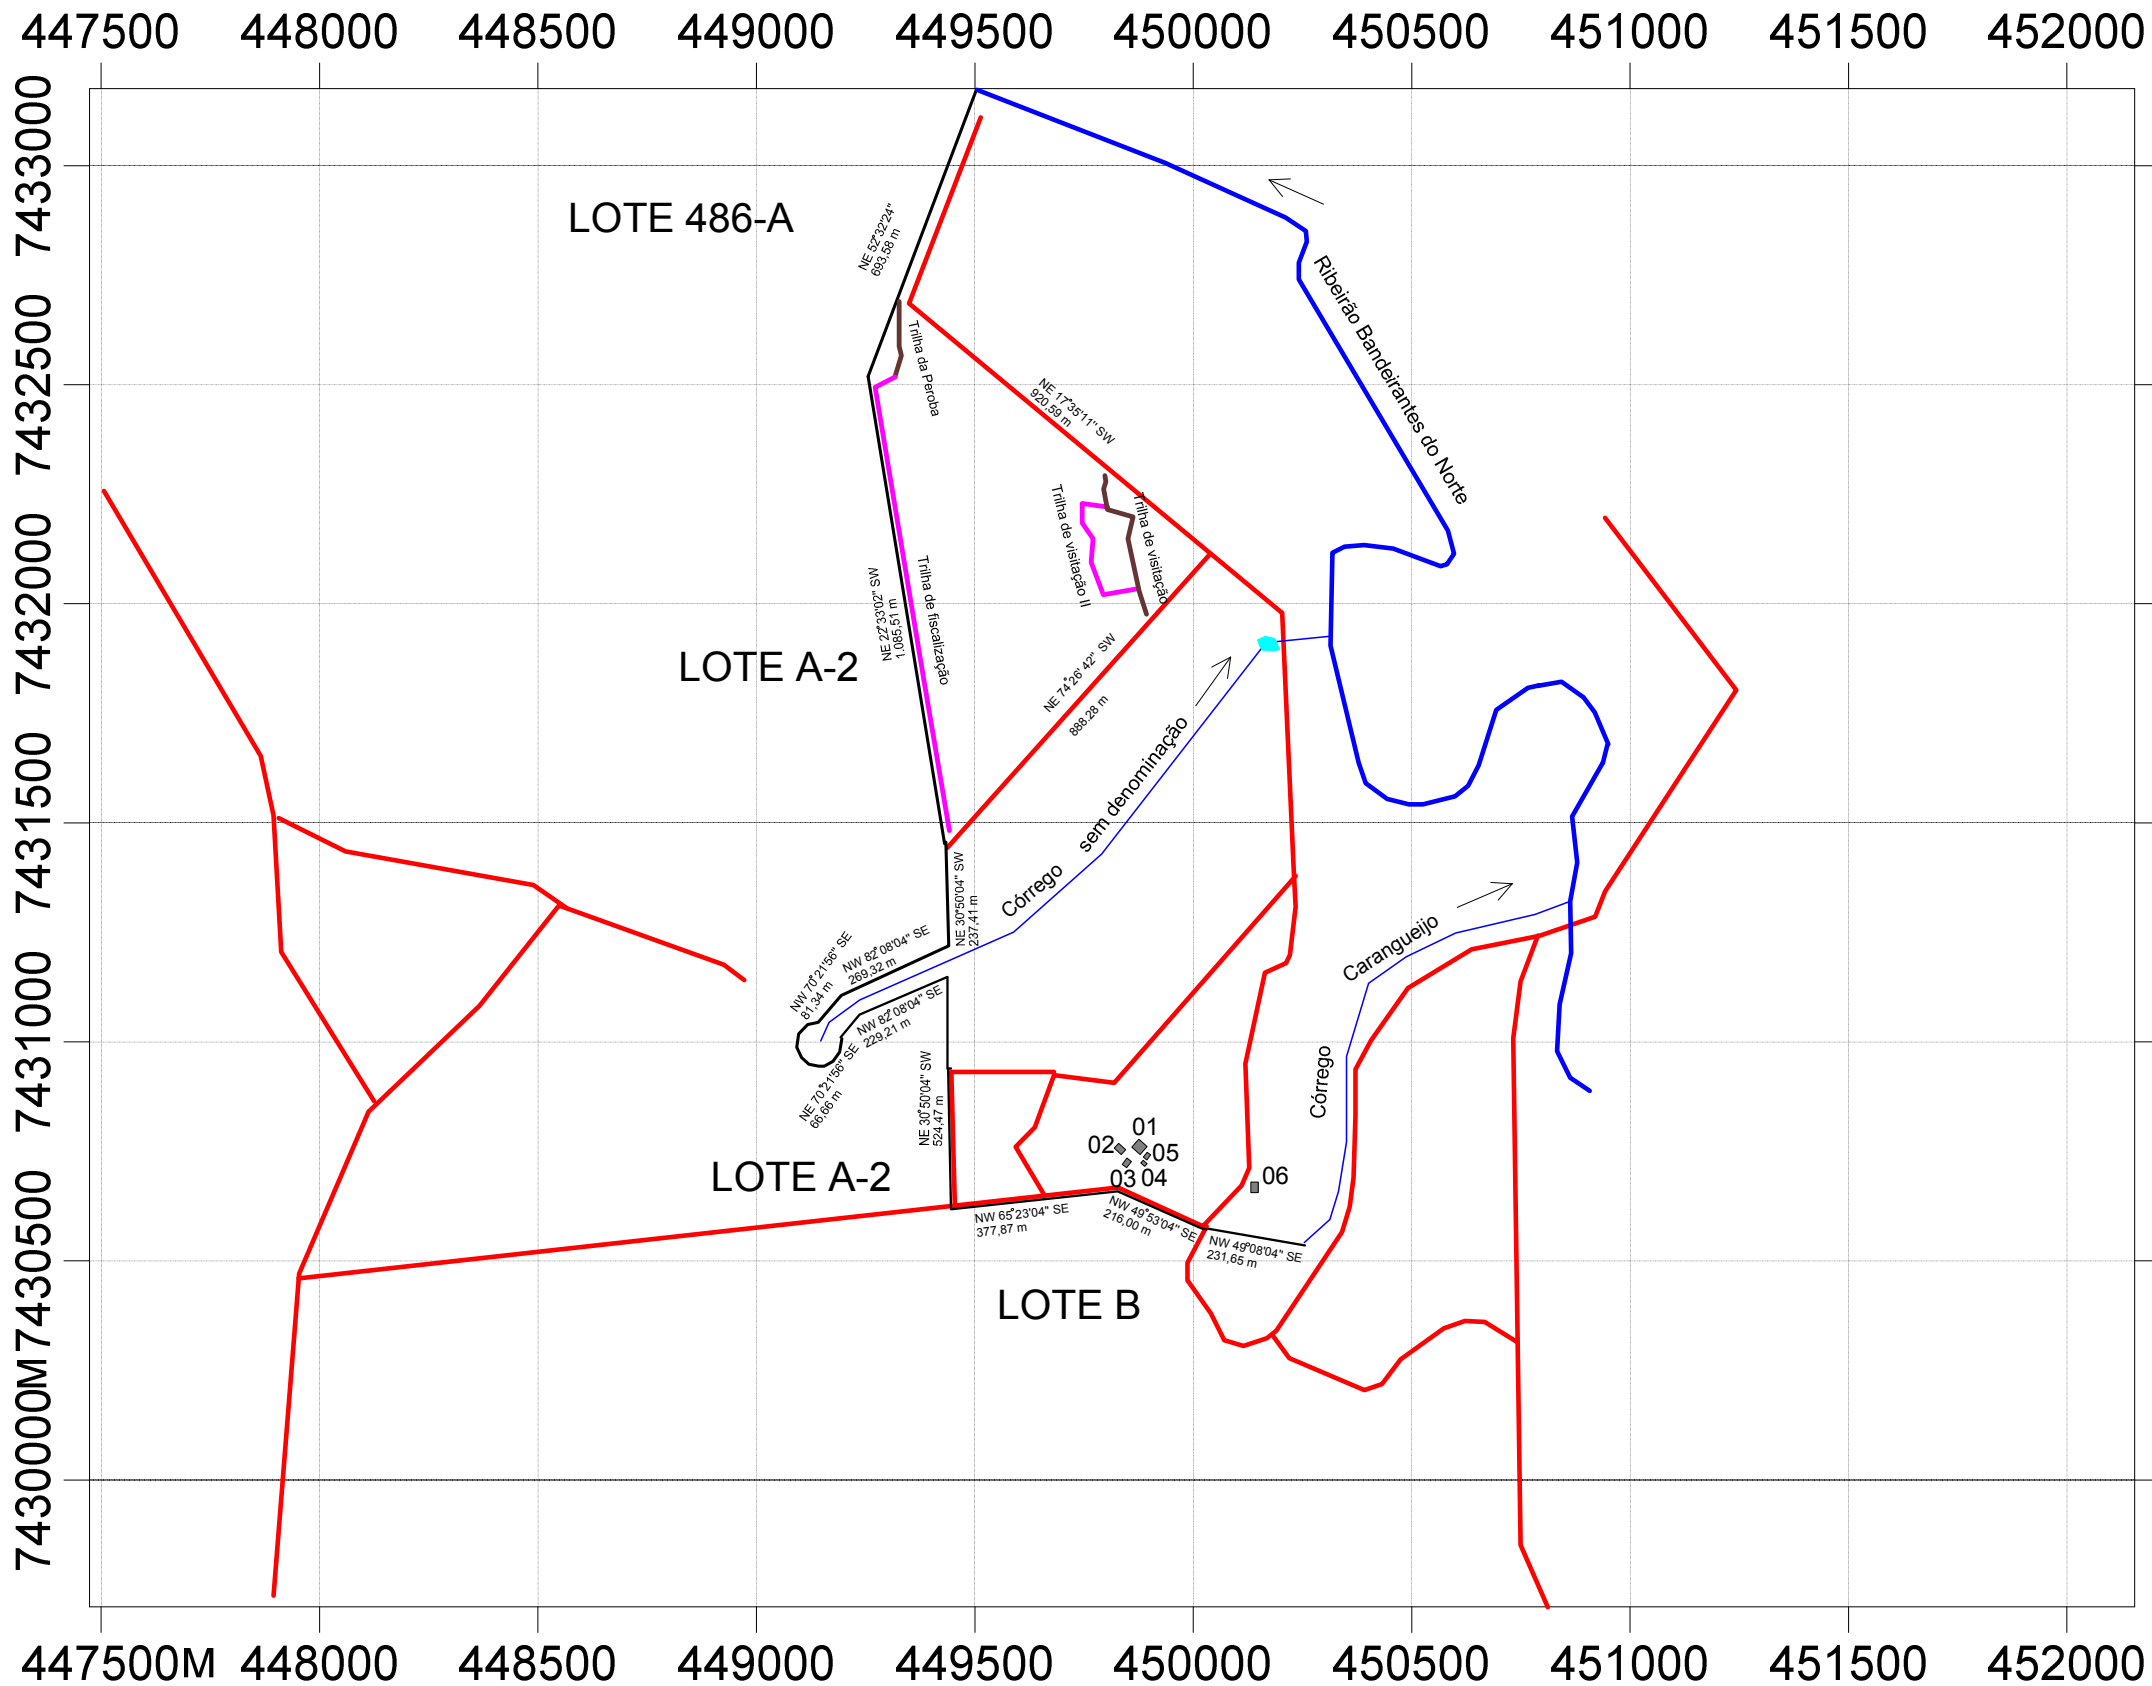 447500 448000 448500 449000 449500 450000 450500 451000 451500 452000
7433000
7432500
7432000
7431500
7431000
7430500
7430000M
LOTE 486-A
NE 52°32'24"
693,58 m
Ribeirão Bandeirantes do Norte
Trilha da Peroba
NE 17°35'11" SW
920,59 m
Trilha de visitação II
Trilha de visitação
NE 22°33'02" SW
1.085,51 m
Trilha de fiscalização
LOTE A-2
NE 74°26'42" SW
888.28 m
Córrego
sem denominação
NE 30°50'04" SW
237,41 m
NW 82°08'04" SE
269,32 m
NW 70°21'56" SE
81,34 m
NW 82°08'04" SE
229,21 m
NE 70°21'56" SE
66,66 m
Córrego
Carangueijo
NE 30°50'04" SW
524,47 m
01
02
05
03
04
06
LOTE A-2
NW 65°23'04" SE
377,87 m
NW 49°53'04" SE
216,00 m
NW 49°08'04" SE
231,65 m
LOTE B
447500M 448000 448500 449000 449500 450000 450500 451000 451500 452000